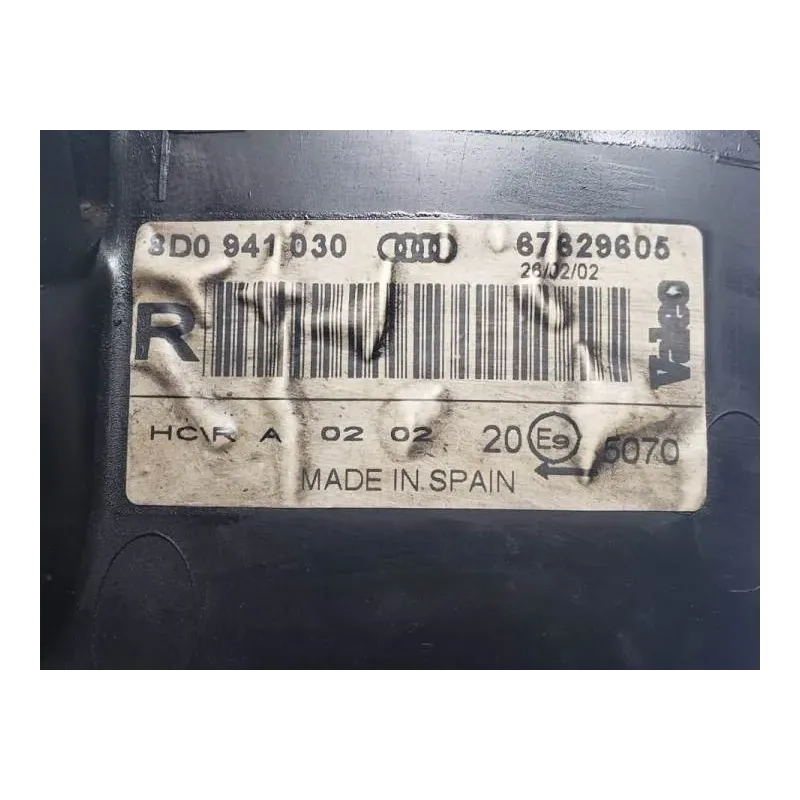 8D0 941 030 67829605
26/02/02
R
Valeo
HC\R A 02 02 20 E9 5070
MADE IN SPAIN